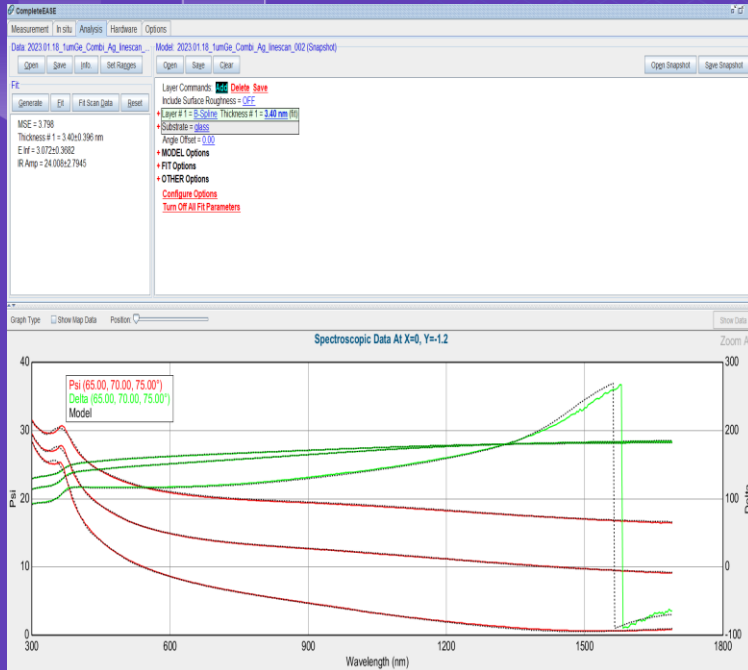 CompleteEASE
Measurement In situ Analysis Hardware Options
Data: 2023.01.18_1umGe_Combi_Ag_linescan_... Model: 2023.01.18_1umGe_Combi_Ag_linescan_002 (Snapshot)
Open Save Info Set Ranges Open Save Clear Open Snapshot Save Snapshot
Fit:
Generate Fit Fit Scan Data Reset
MSE = 3.798
Thickness # 1 = 3.40±0.396 nm
E Inf = 3.072±0.3682
IR Amp = 24.008±2.7945
Layer Commands: Add Delete Save
Include Surface Roughness = OFF
+ Layer # 1 = B-Spline Thickness # 1 = 3.40 nm (fit)
+ Substrate = glass
Angle Offset = 0.00
+ MODEL Options
+ FIT Options
+ OTHER Options
Configure Options
Turn Off All Fit Parameters
Graph Type Show Map Data Position: Show Data
Spectroscopic Data At X=0, Y=-1.2
Zoom A
Psi (65.00, 70.00, 75.00°)
Delta (65.00, 70.00, 75.00°)
Model
40
30
20
10
0
Psi
300
200
100
0
-100
Delta
300 600 900 1200 1500 1800
Wavelength (nm)